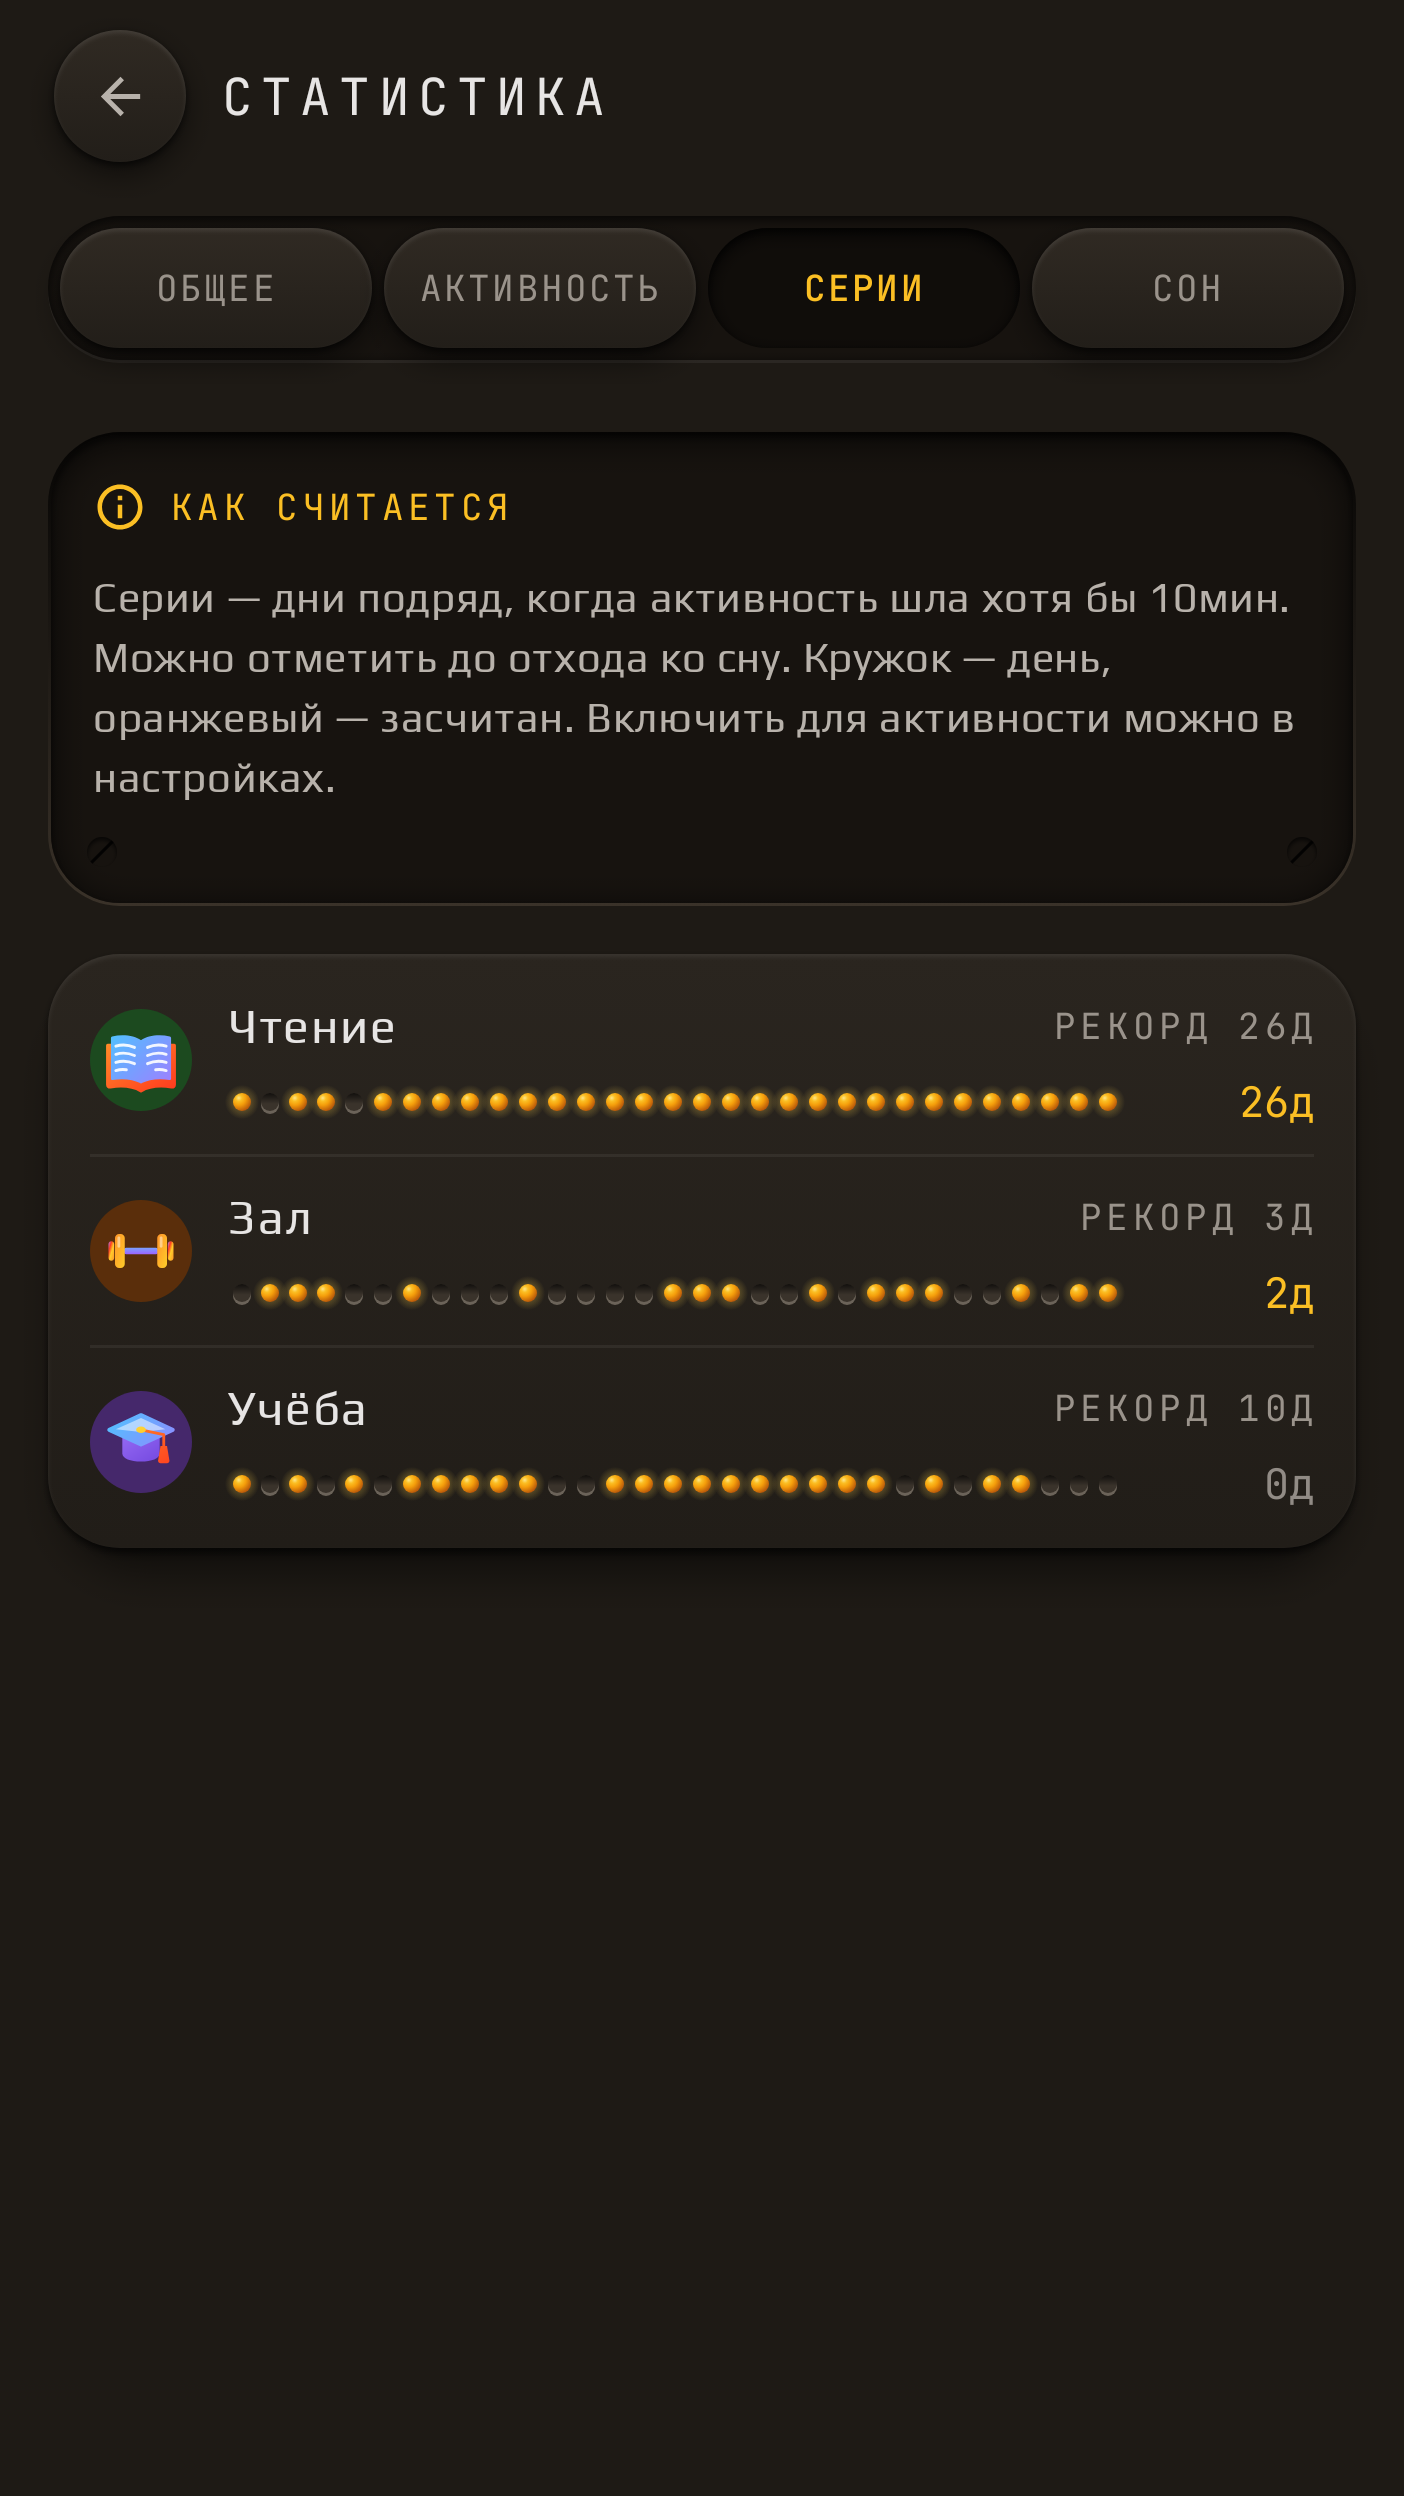 СТАТИСТИКА
ОБЩЕЕ
АКТИВНОСТЬ
СЕРИИ
СОН
КАК СЧИТАЕТСЯ
Серии — дни подряд, когда активность шла хотя бы 10мин.
Можно отметить до отхода ко сну. Кружок — день,
оранжевый — засчитан. Включить для активности можно в
настройках.
Чтение
РЕКОРД 26Д
26д
Зал
РЕКОРД 3Д
2д
Учёба
РЕКОРД 10Д
0д